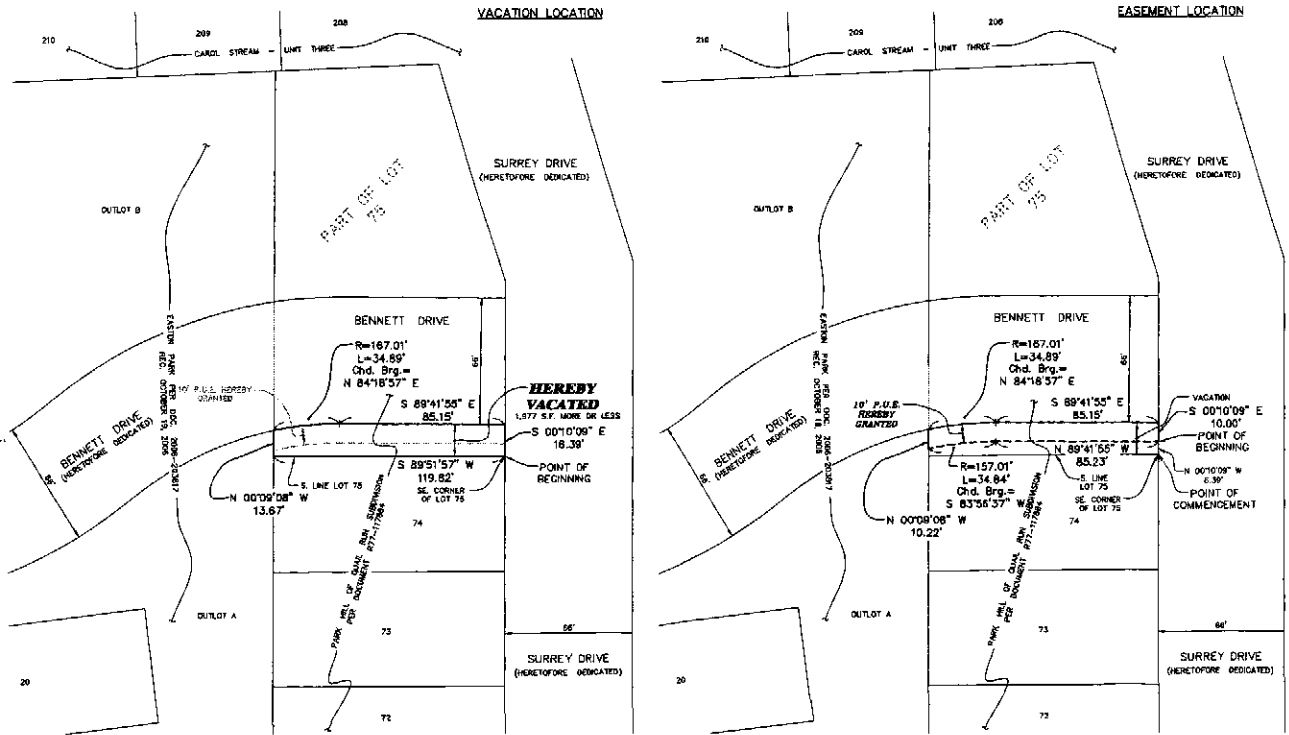 VACATION LOCATION
210
209
208
CAROL STREAM - UNIT THREE
SURREY DRIVE
(HERETOFORE DEDICATED)
PART OF LOT
75
OUTLOT B
EASTON PARK PER DOC. 2006-203617
REC. OCTOBER 19, 2006
BENNETT DRIVE
R=167.01'
L=34.89'
Chd. Brg.=
N 84°18'57" E
66'
10' P.U.E. HEREBY
GRANTED
S 89°41'55" E
85.15'
HEREBY
VACATED
1,977 S.F. MORE OR LESS
S 00°10'09" E
16.39'
BENNETT DRIVE
(HERETOFORE DEDICATED)
66'
S 89°51'57" W
119.82'
POINT OF
BEGINNING
S. LINE LOT 75
SE. CORNER
OF LOT 75
N 00°09'08" W
13.67'
74
PARK HILL OF QUAIL RUN SUBDIVISION
PER DOCUMENT R77-117884
OUTLOT A
73
66'
SURREY DRIVE
(HERETOFORE DEDICATED)
20
72
EASEMENT LOCATION
210
209
208
CAROL STREAM - UNIT THREE
SURREY DRIVE
(HERETOFORE DEDICATED)
PART OF LOT
75
OUTLOT B
EASTON PARK PER DOC. 2006-203617
REC. OCTOBER 19, 2006
BENNETT DRIVE
R=167.01'
L=34.89'
Chd. Brg.=
N 84°18'57" E
66'
10' P.U.E.
HEREBY
GRANTED
S 89°41'55" E
85.15'
VACATION
S 00°10'09" E
10.00'
POINT OF
BEGINNING
BENNETT DRIVE
(HERETOFORE DEDICATED)
66'
N 89°41'55" W
85.23'
R=157.01'
L=34.84'
Chd. Brg.=
S 83°56'37" W
S. LINE
LOT 75
SE. CORNER
OF LOT 75
N 00°10'09" W
6.39'
POINT OF
COMMENCEMENT
N 00°09'08" W
10.22'
74
PARK HILL OF QUAIL RUN SUBDIVISION
PER DOCUMENT R77-117884
OUTLOT A
73
66'
SURREY DRIVE
(HERETOFORE DEDICATED)
20
72